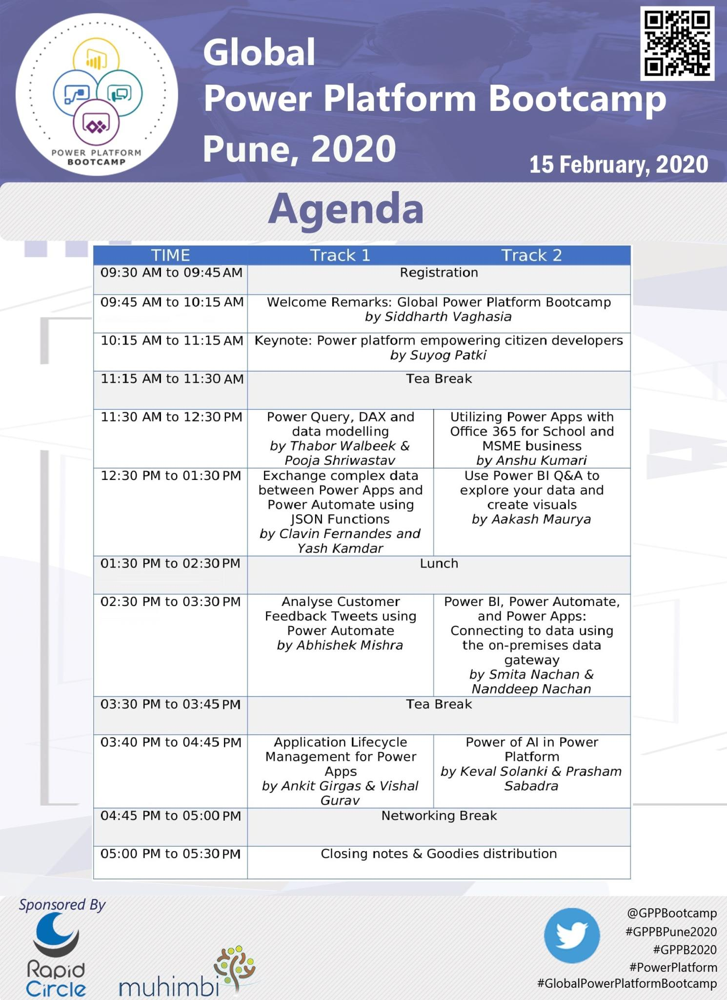 Global
Power Platform Bootcamp
Pune, 2020
15 February, 2020
POWER PLATFORM
BOOTCAMP
Agenda
TIME Track 1 Track 2
09:30 AM to 09:45 AM Registration
09:45 AM to 10:15 AM Welcome Remarks: Global Power Platform Bootcamp
by Siddharth Vaghasia
10:15 AM to 11:15 AM Keynote: Power platform empowering citizen developers
by Suyog Patki
11:15 AM to 11:30 AM Tea Break
11:30 AM to 12:30 PM
Power Query, DAX and
data modelling
by Thabor Walbeek &
Pooja Shriwastav
Utilizing Power Apps with
Office 365 for School and
MSME business
by Anshu Kumari
12:30 PM to 01:30 PM
Exchange complex data
between Power Apps and
Power Automate using
JSON Functions
by Clavin Fernandes and
Yash Kamdar
Use Power BI Q&A to
explore your data and
create visuals
by Aakash Maurya
01:30 PM to 02:30 PM Lunch
02:30 PM to 03:30 PM
Analyse Customer
Feedback Tweets using
Power Automate
by Abhishek Mishra
Power BI, Power Automate,
and Power Apps:
Connecting to data using
the on-premises data
gateway
by Smita Nachan &
Nanddeep Nachan
03:30 PM to 03:45 PM Tea Break
03:40 PM to 04:45 PM
Application Lifecycle
Management for Power
Apps
by Ankit Girgas & Vishal
Gurav
Power of AI in Power
Platform
by Keval Solanki & Prasham
Sabadra
04:45 PM to 05:00 PM Networking Break
05:00 PM to 05:30 PM Closing notes & Goodies distribution
Sponsored By
Rapid
Circle
muhimbi
@GPPBootcamp
#GPPBPune2020
#GPPB2020
#PowerPlatform
#GlobalPowerPlatformBootcamp